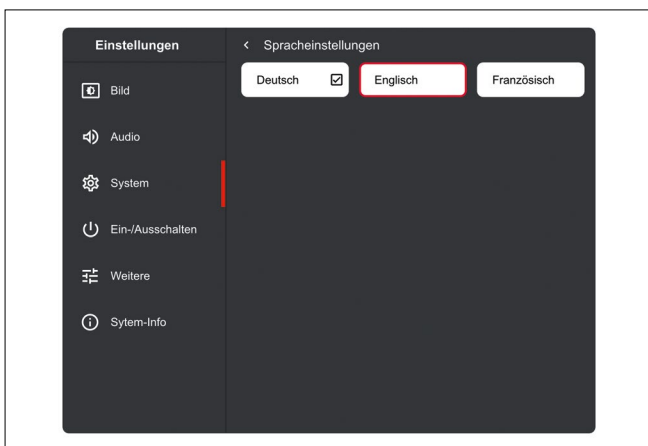 Einstellungen
Bild
Audio
System
Ein-/Ausschalten
Weitere
Sytem-Info
Spracheinstellungen
Deutsch
Englisch
Französisch